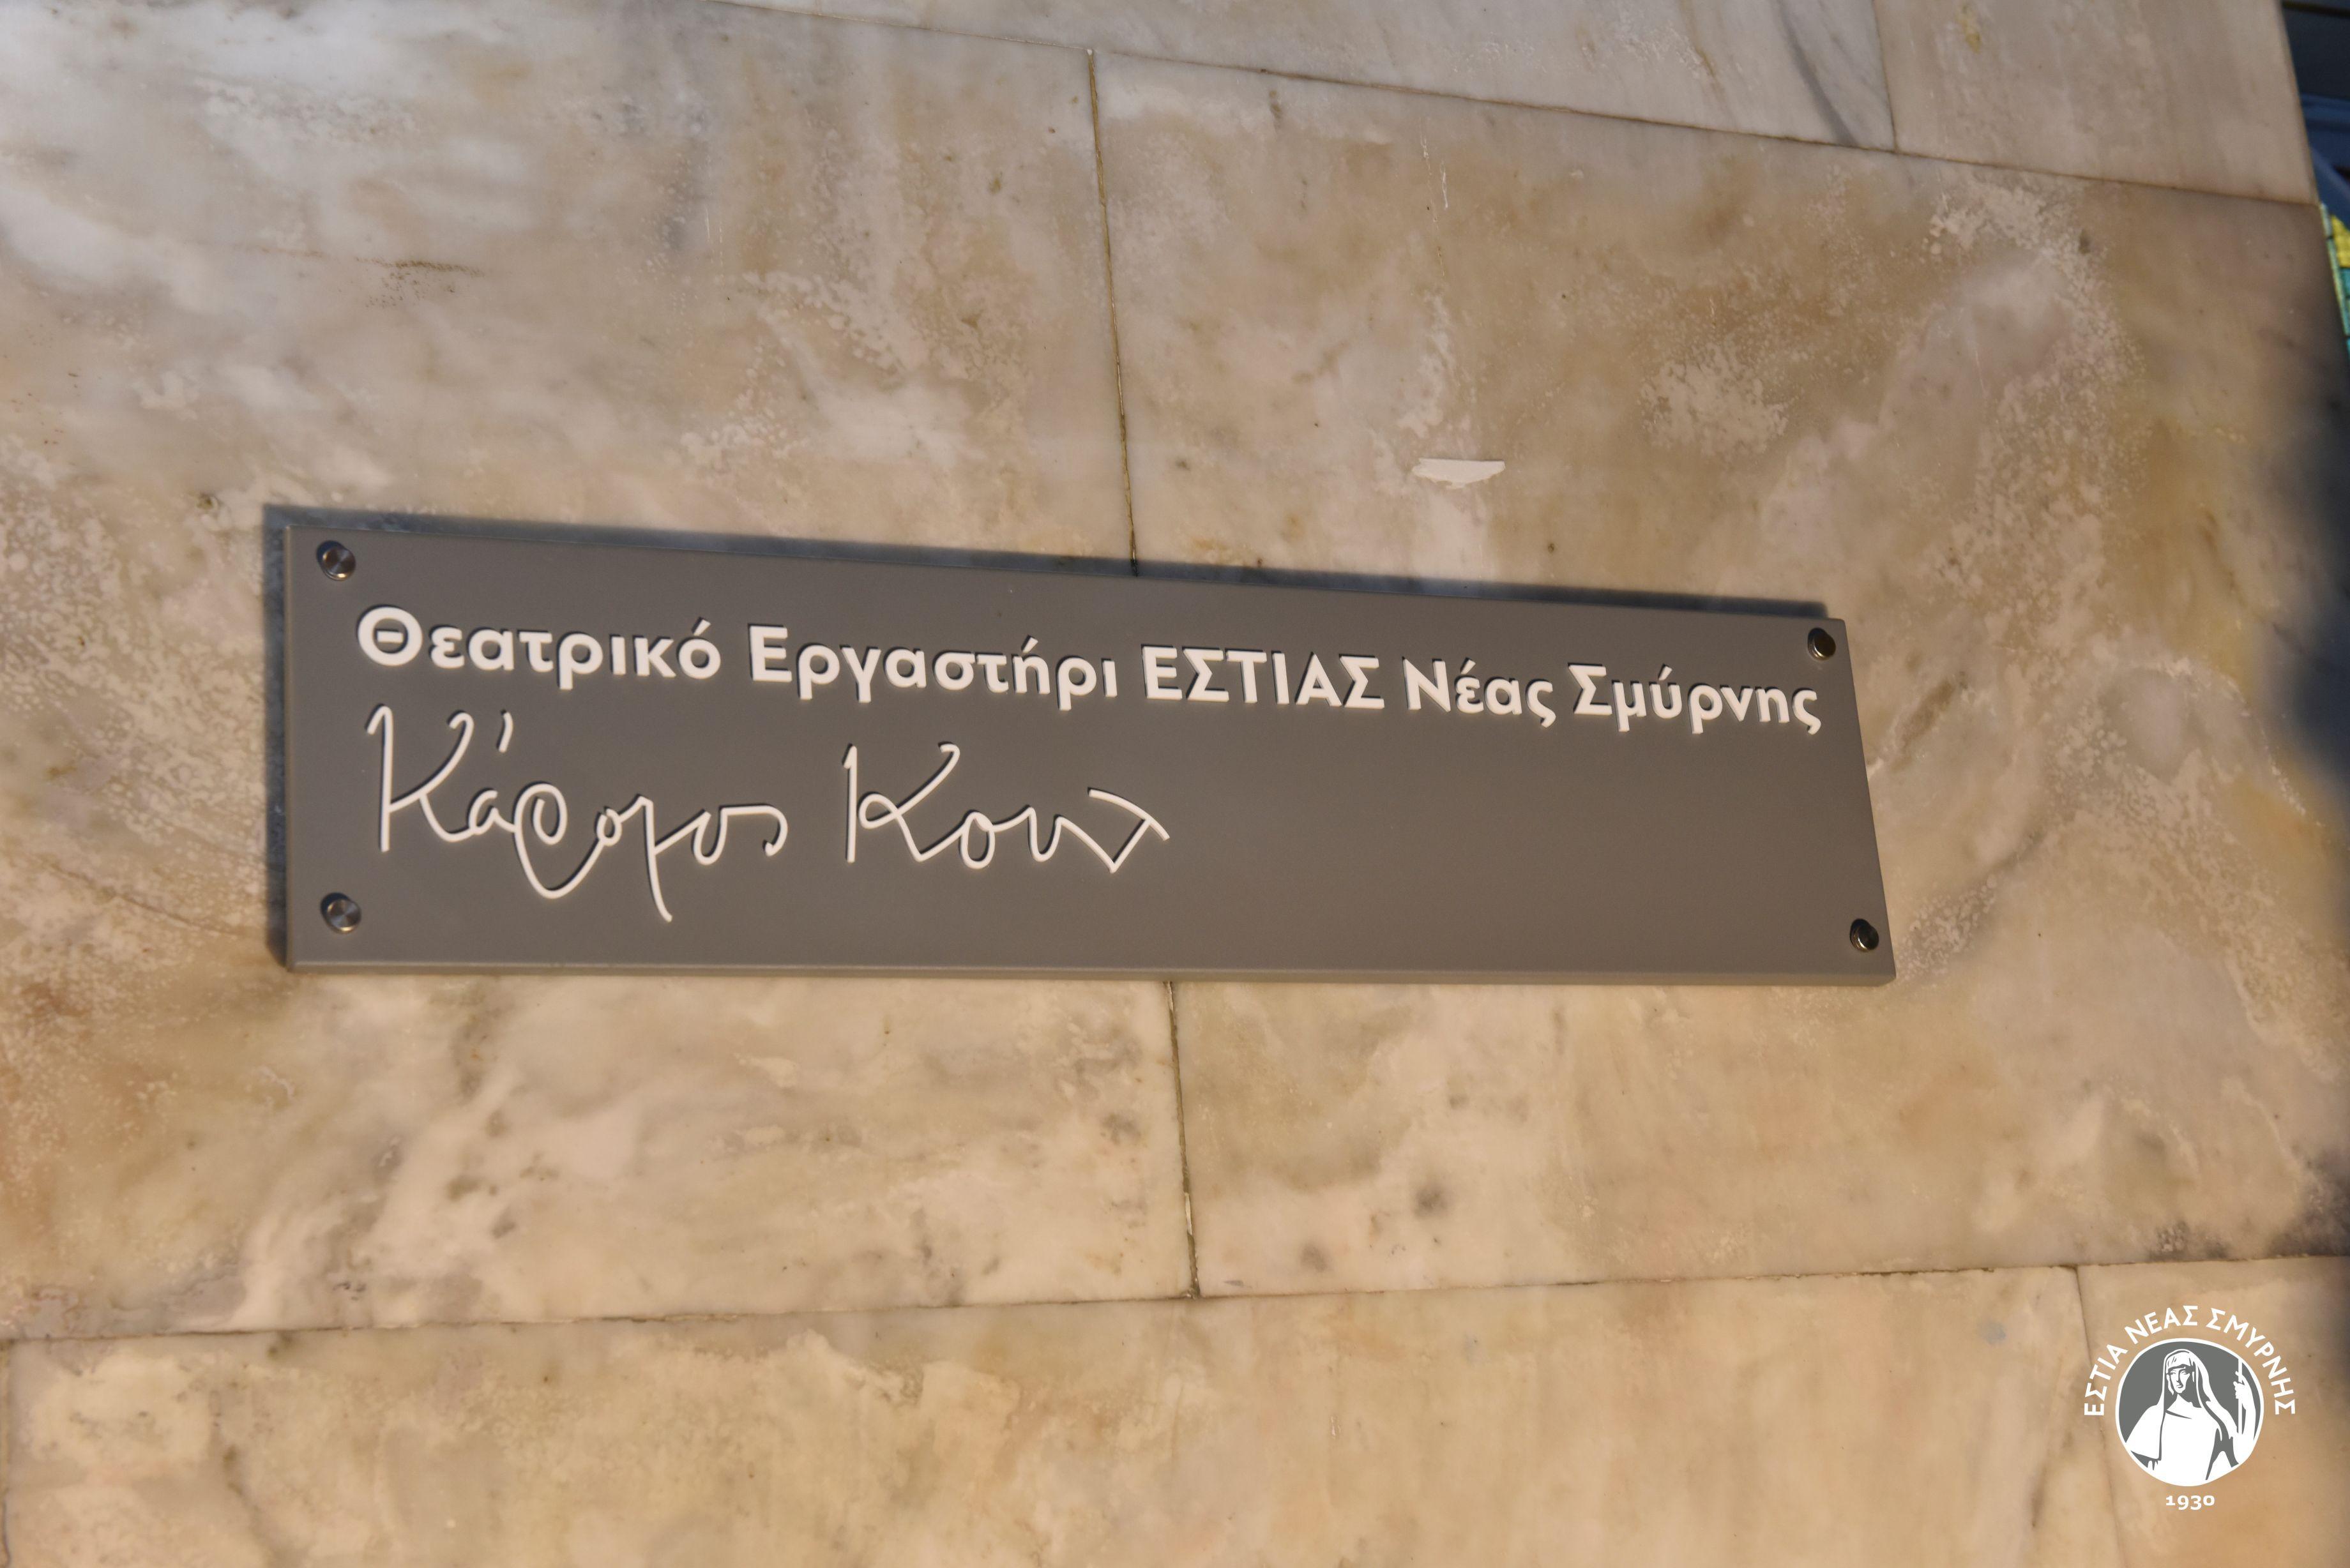 Θεατρικό Εργαστήρι ΕΣΤΙΑΣ Νέας Σμύρνης
Κάρολος Κουν
ΕΣΤΙΑ ΝΕΑΣ ΣΜΥΡΝΗΣ
1930